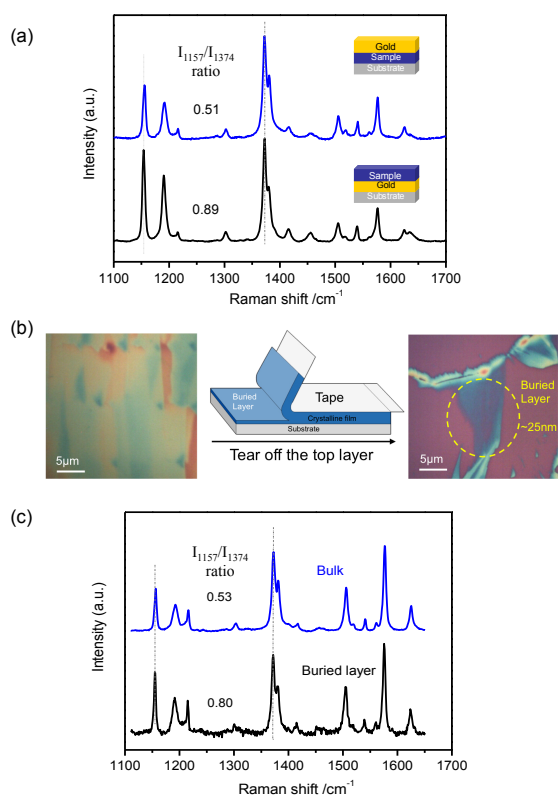 (a)
I1157/I1374
ratio
0.51
0.89
Gold
Sample
Substrate
Sample
Gold
Substrate
Intensity (a.u.)
1100 1200 1300 1400 1500 1600 1700
Raman shift /cm-1
(b)
5µm
Buried
Layer
Tape
Crystalline film
Substrate
Tear off the top layer
Buried
Layer
~25nm
5µm
(c)
I1157/I1374
ratio
0.53
Bulk
0.80
Buried layer
Intensity (a.u.)
1100 1200 1300 1400 1500 1600 1700
Raman shift /cm-1